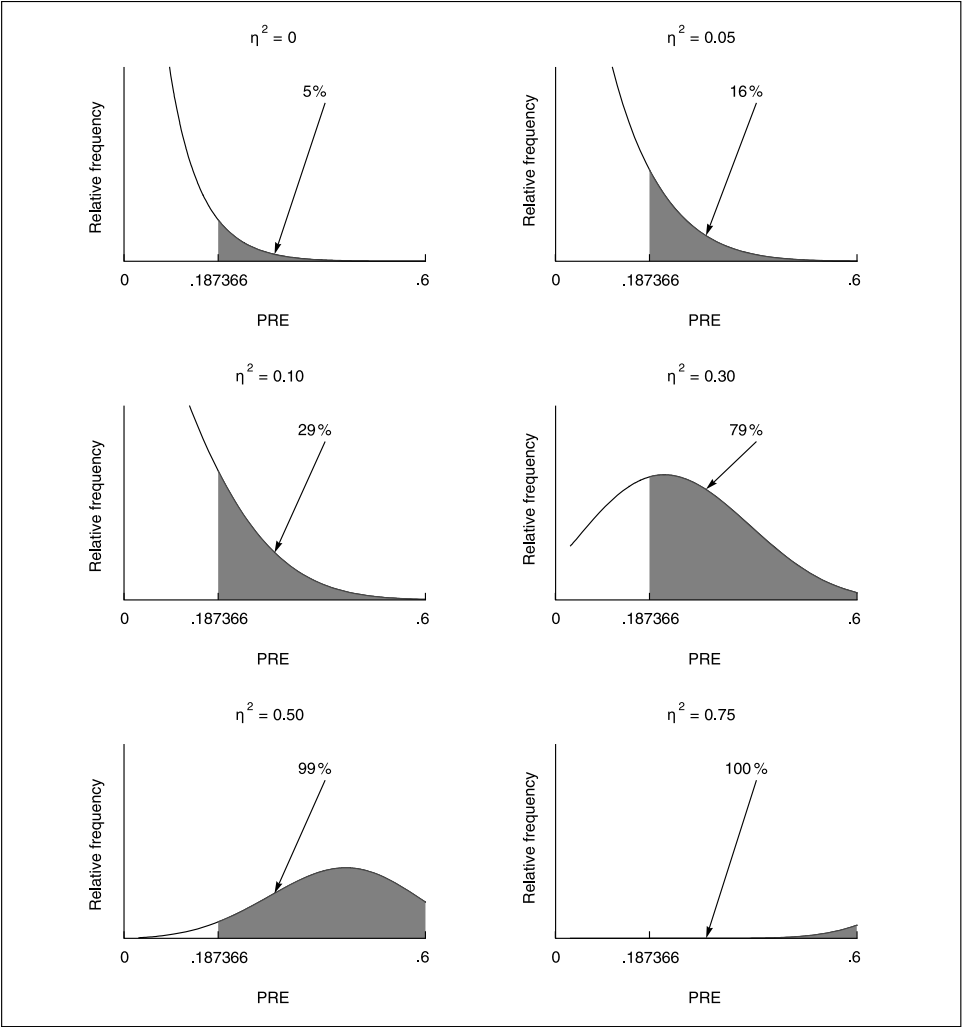 η² = 0
η² = 0.05
5%
16%
Relative frequency
Relative frequency
0 .187366 .6
0 .187366 .6
PRE
PRE
η² = 0.10
η² = 0.30
29%
79%
Relative frequency
Relative frequency
0 .187366 .6
0 .187366 .6
PRE
PRE
η² = 0.50
η² = 0.75
99%
100%
Relative frequency
Relative frequency
0 .187366 .6
0 .187366 .6
PRE
PRE